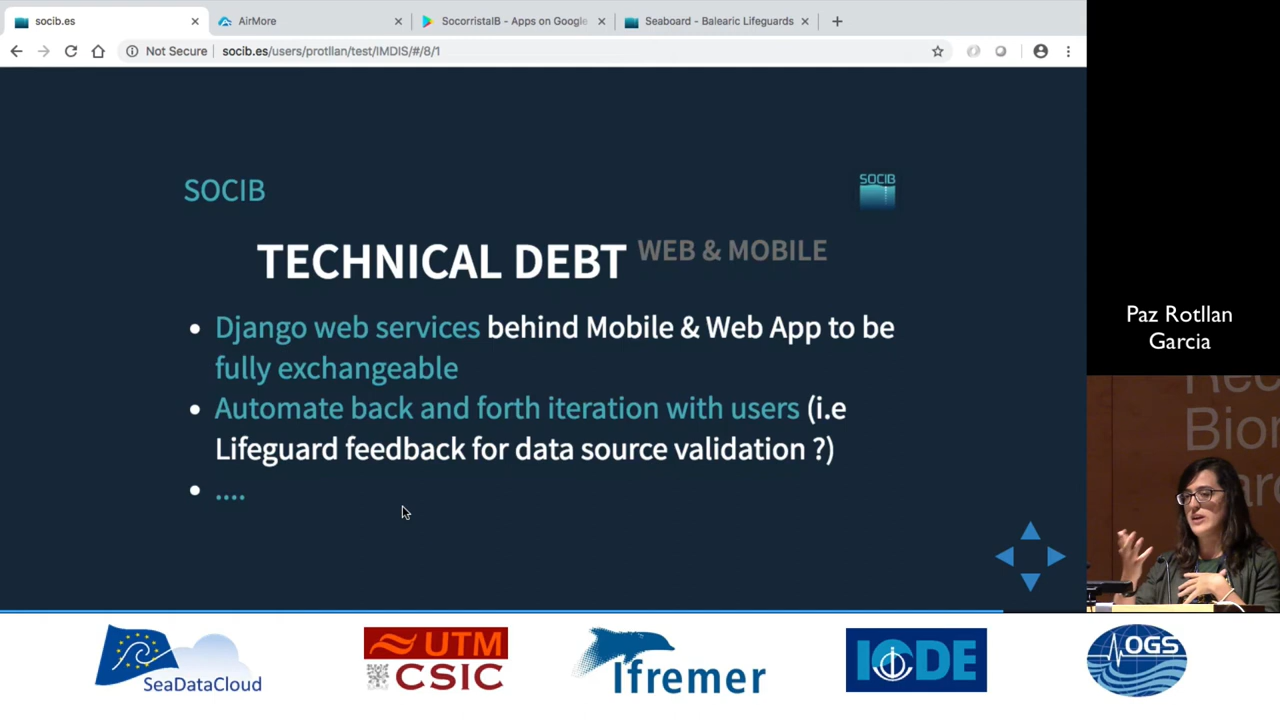 socib.es
AirMore
SocorristaIB - Apps on Google
Seaboard - Balearic Lifeguards
Not Secure
socib.es/users/protllan/test/IMDIS/#/8/1
SOCIB
SOCIB
TECHNICAL DEBT WEB & MOBILE
Django web services behind Mobile & Web App to be
fully exchangeable
Automate back and forth iteration with users (i.e
Lifeguard feedback for data source validation ?)
....
Paz Rotllan
Garcia
SeaDataCloud
UTM
CSIC
Ifremer
IODE
OGS